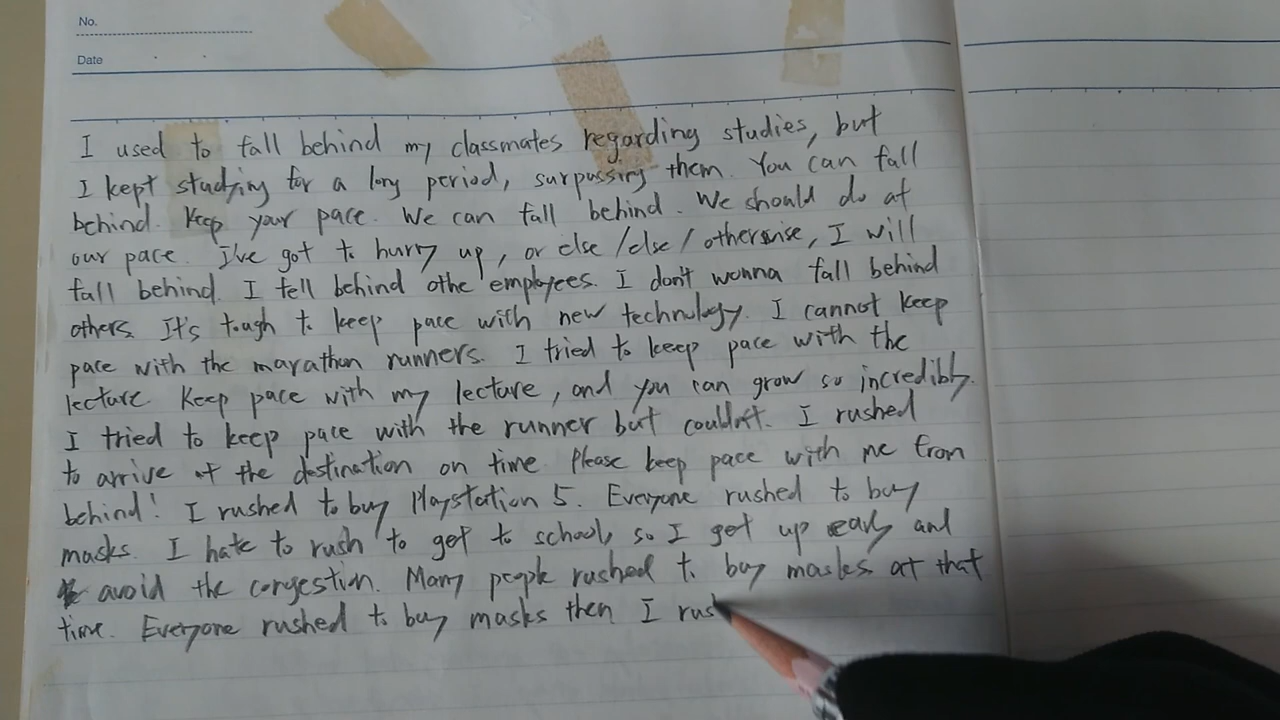 No.
Date
I used to fall behind my classmates regarding studies, but
I kept studying for a long period, surpassing them. You can fall
behind. Keep your pace. We can fall behind. We should do at
our pace. I've got to hurry up, or else /else/ otherwise, I will
fall behind. I fell behind othe employees. I don't wanna fall behind
others. It's tough to keep pace with new technology. I cannot keep
pace with the marathon runners. I tried to keep pace with the
lecture. Keep pace with my lecture, and you can grow so incredibly.
I tried to keep pace with the runner but couldn't. I rushed
to arrive at the destination on time. Please keep pace with me from
behind! I rushed to buy Playstation 5. Everyone rushed to buy
masks. I hate to rush to get to school, so I get up early and
avoid the congestion. Many people rushed to buy masks at that
time. Everyone rushed to buy masks then I rus